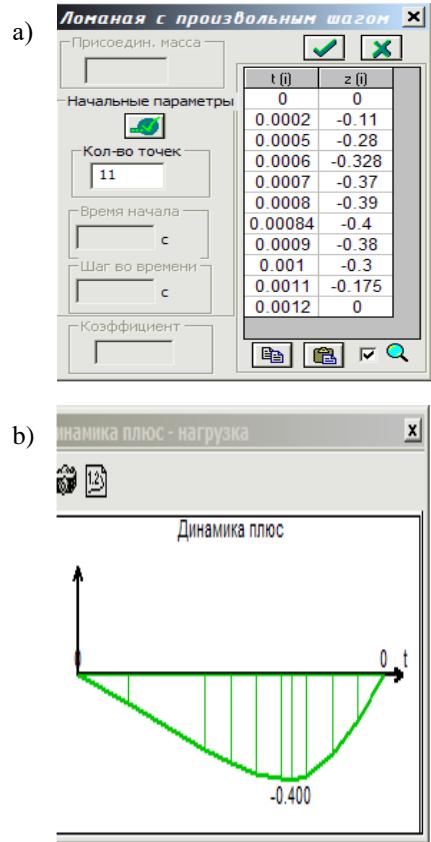 a)
Ломаная с произвольным шагом
Присоедин. масса
Начальные параметры
Кол-во точек
11
Время начала
с
Шаг во времени
с
Коэффициент
t (i) z (i)
0 0
0.0002 -0.11
0.0005 -0.28
0.0006 -0.328
0.0007 -0.37
0.0008 -0.39
0.00084 -0.4
0.0009 -0.38
0.001 -0.3
0.0011 -0.175
0.0012 0
b)
инамика плюс - нагрузка
1.23
Динамика плюс
0 0 t
-0.400